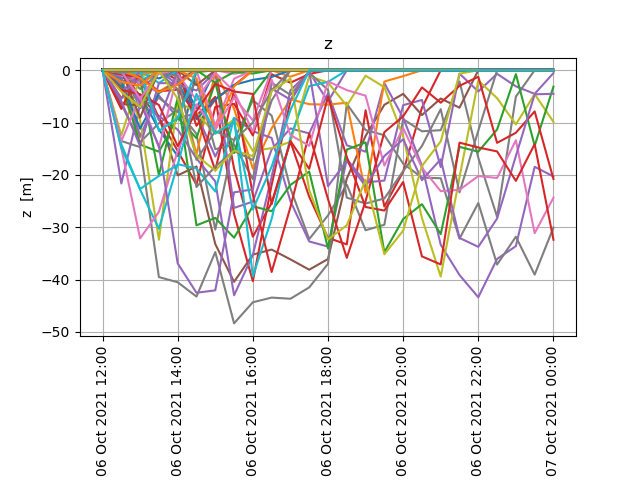 z
z [m]
0
−10
−20
−30
−40
−50
06 Oct 2021 12:00
06 Oct 2021 14:00
06 Oct 2021 16:00
06 Oct 2021 18:00
06 Oct 2021 20:00
06 Oct 2021 22:00
07 Oct 2021 00:00